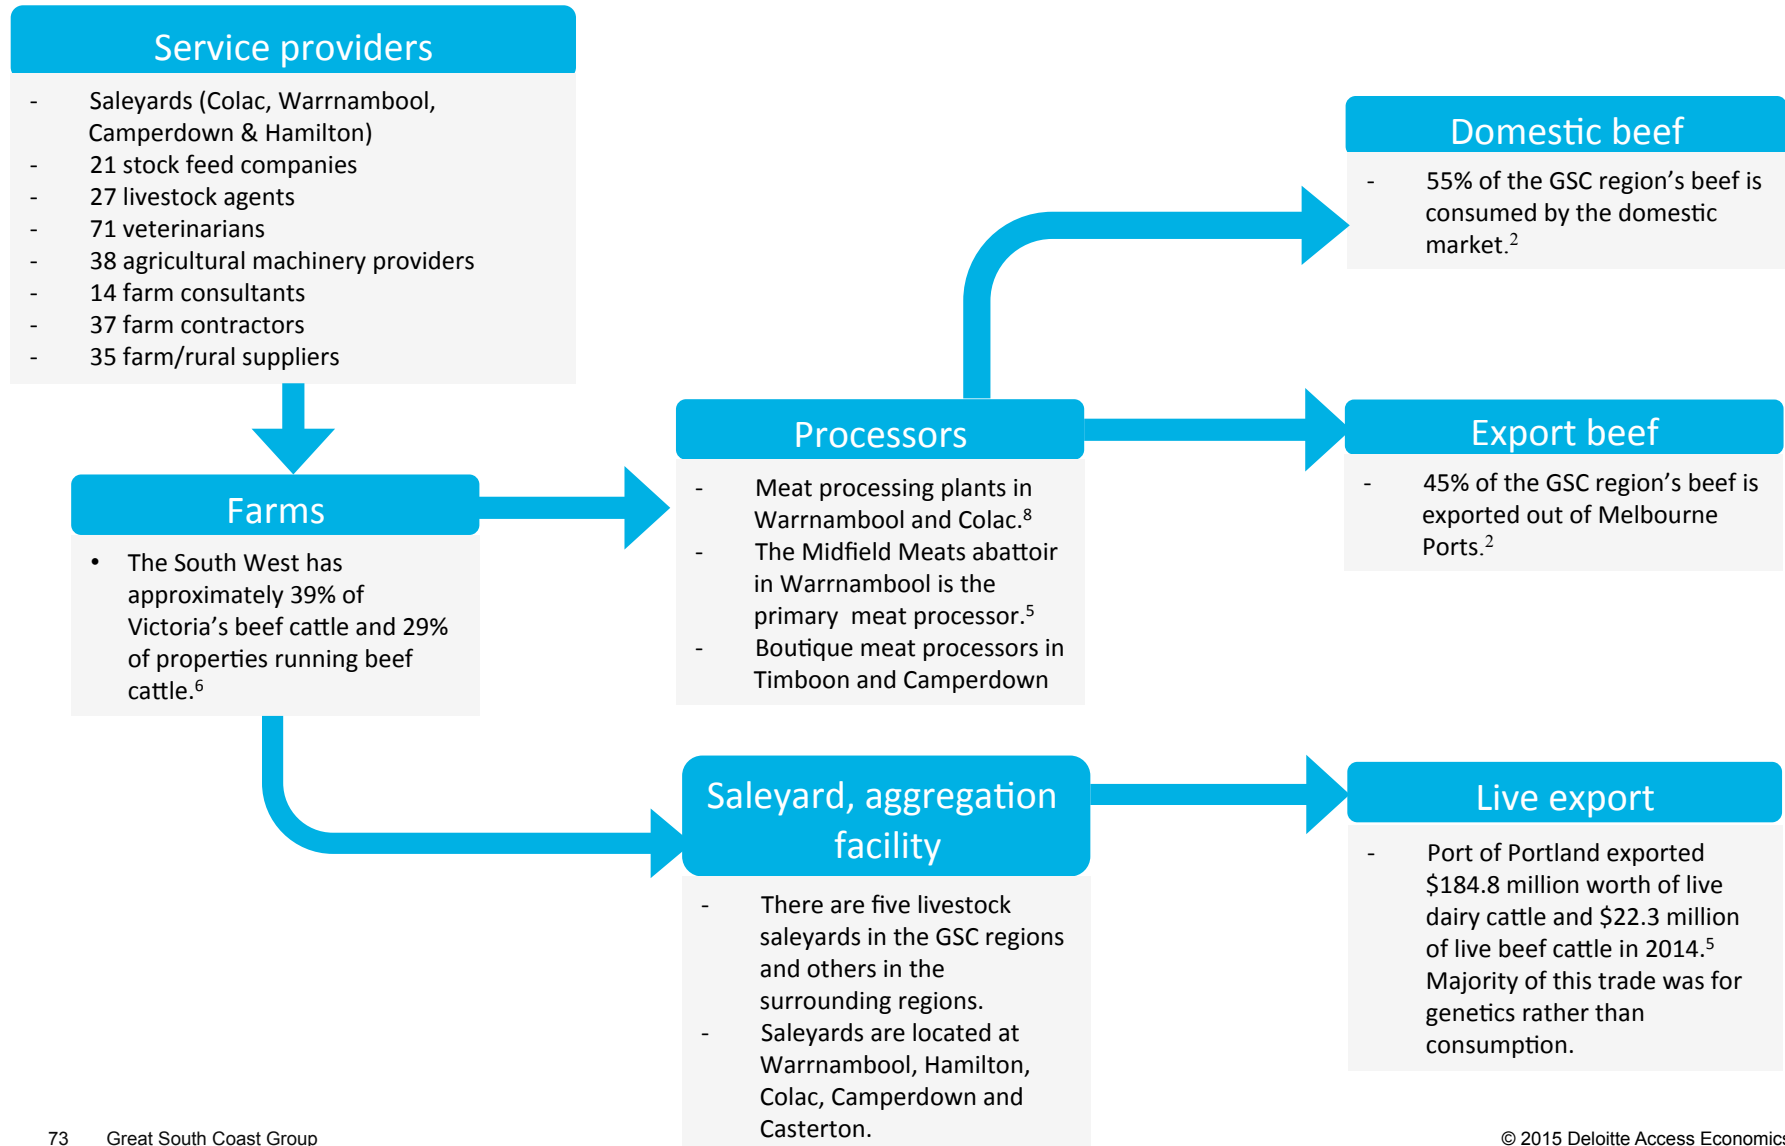 Service providers
- Saleyards (Colac, Warrnambool,
Camperdown & Hamilton)
- 21 stock feed companies
- 27 livestock agents
- 71 veterinarians
- 38 agricultural machinery providers
- 14 farm consultants
- 37 farm contractors
- 35 farm/rural suppliers
Farms
• The South West has
approximately 39% of
Victoria’s beef cattle and 29%
of properties running beef
cattle.⁶
Processors
- Meat processing plants in
Warrnambool and Colac.⁸
- The Midfield Meats abattoir
in Warrnambool is the
primary meat processor.⁵
- Boutique meat processors in
Timboon and Camperdown
Saleyard, aggregation
facility
- There are five livestock
saleyards in the GSC regions
and others in the
surrounding regions.
- Saleyards are located at
Warrnambool, Hamilton,
Colac, Camperdown and
Casterton.
Domestic beef
- 55% of the GSC region’s beef is
consumed by the domestic
market.²
Export beef
- 45% of the GSC region’s beef is
exported out of Melbourne
Ports.²
Live export
- Port of Portland exported
$184.8 million worth of live
dairy cattle and $22.3 million
of live beef cattle in 2014.⁵
Majority of this trade was for
genetics rather than
consumption.
73 Great South Coast Group
© 2015 Deloitte Access Economics